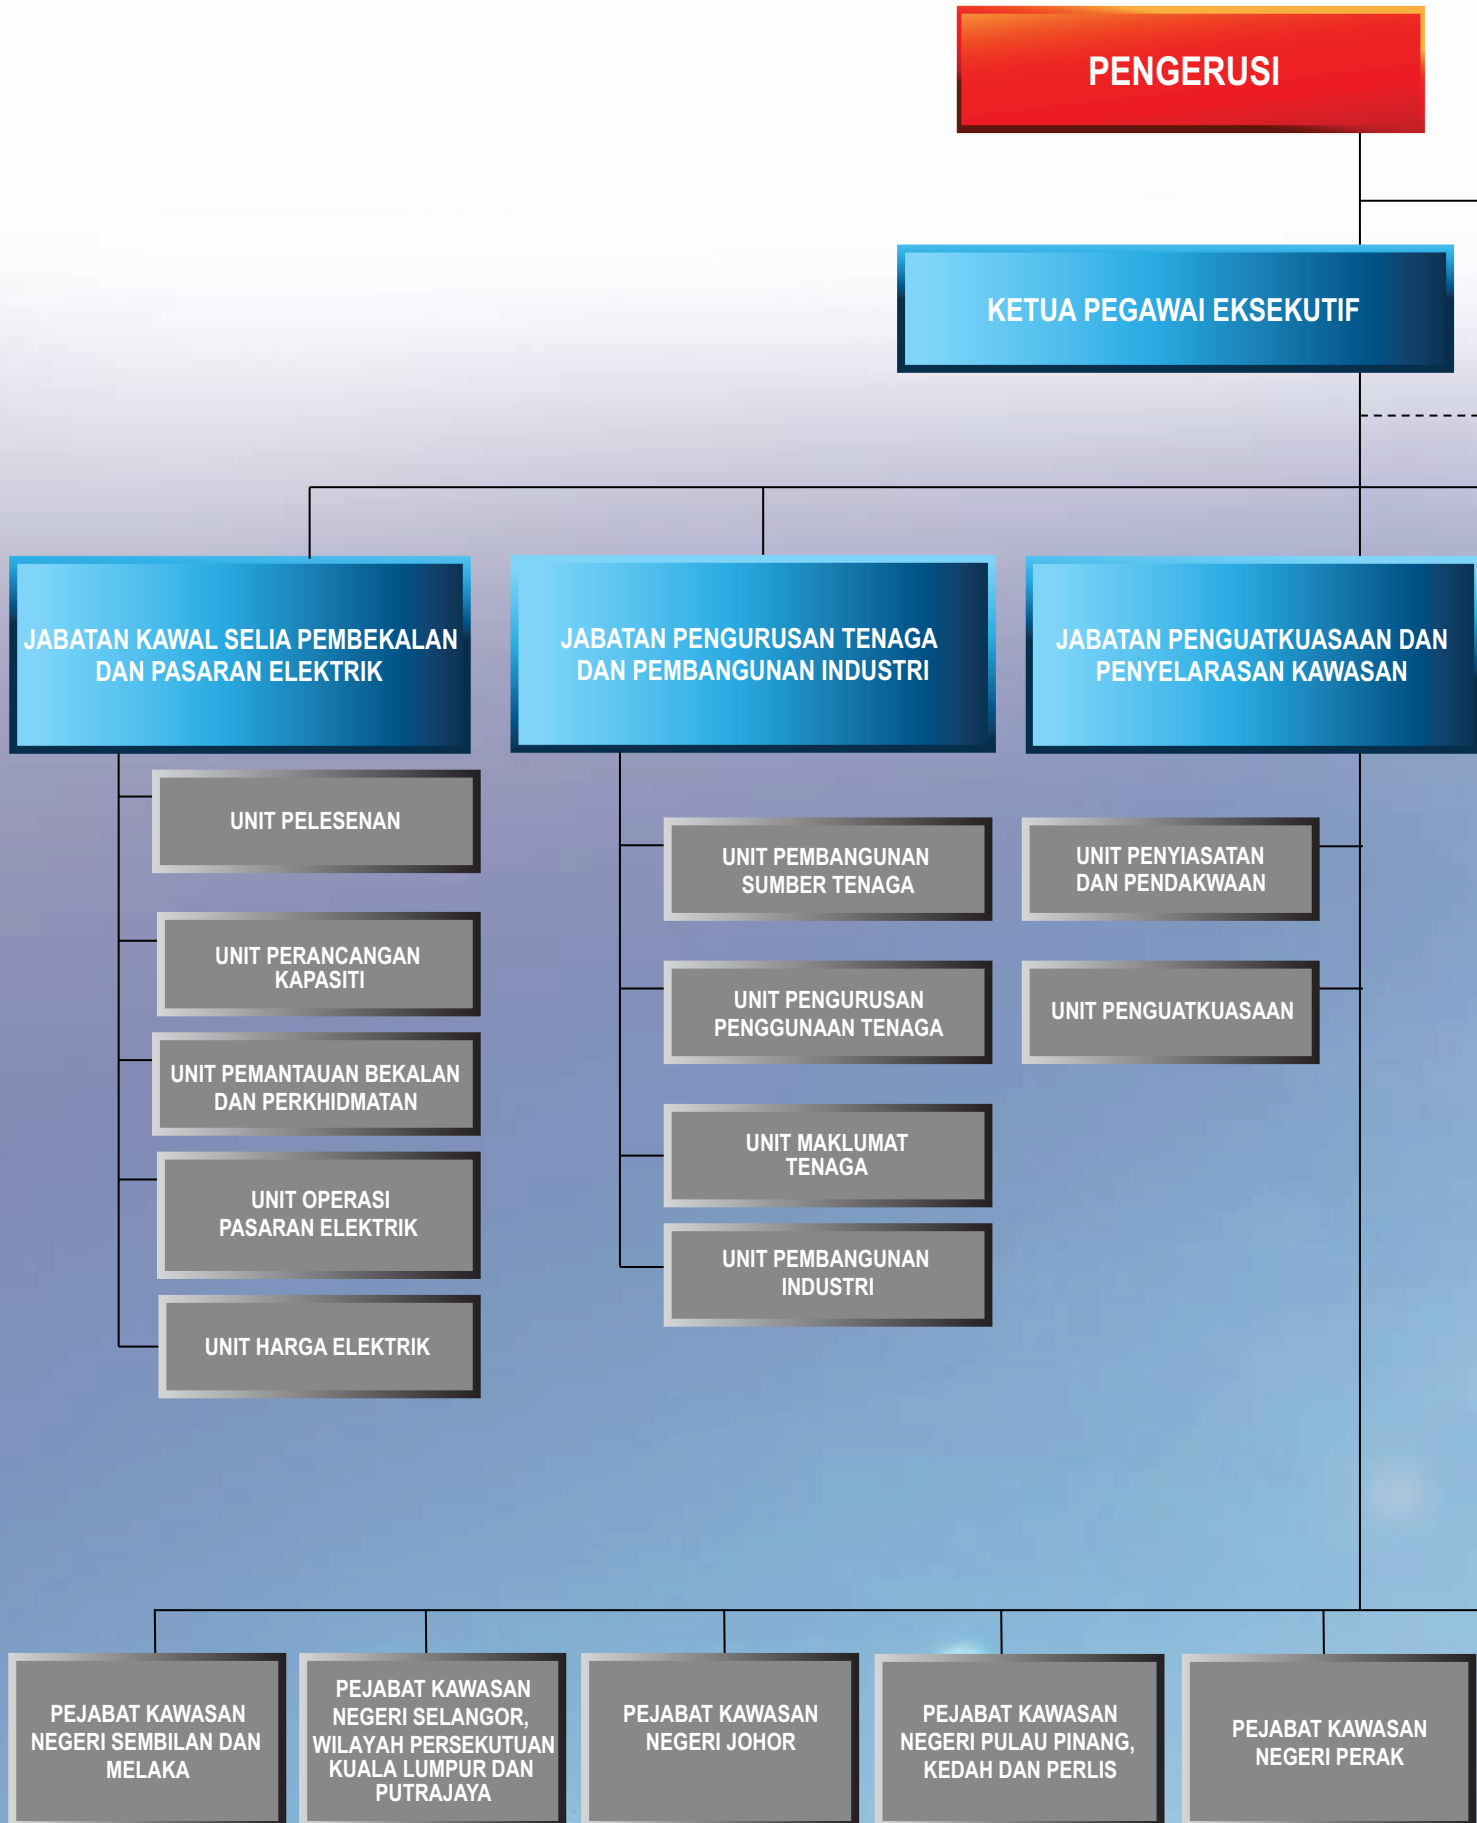 PENGERUSI
KETUA PEGAWAI EKSEKUTIF
JABATAN KAWAL SELIA PEMBEKALAN
DAN PASARAN ELEKTRIK
UNIT PELESENAN
UNIT PERANCANGAN
KAPASITI
UNIT PEMANTAUAN BEKALAN
DAN PERKHIDMATAN
UNIT OPERASI
PASARAN ELEKTRIK
UNIT HARGA ELEKTRIK
JABATAN PENGURUSAN TENAGA
DAN PEMBANGUNAN INDUSTRI
UNIT PEMBANGUNAN
SUMBER TENAGA
UNIT PENGURUSAN
PENGGUNAAN TENAGA
UNIT MAKLUMAT
TENAGA
UNIT PEMBANGUNAN
INDUSTRI
JABATAN PENGUATKUASAAN DAN
PENYELARASAN KAWASAN
UNIT PENYIASATAN
DAN PENDAKWAAN
UNIT PENGUATKUASAAN
PEJABAT KAWASAN
NEGERI SEMBILAN DAN
MELAKA
PEJABAT KAWASAN
NEGERI SELANGOR,
WILAYAH PERSEKUTUAN
KUALA LUMPUR DAN
PUTRAJAYA
PEJABAT KAWASAN
NEGERI JOHOR
PEJABAT KAWASAN
NEGERI PULAU PINANG,
KEDAH DAN PERLIS
PEJABAT KAWASAN
NEGERI PERAK